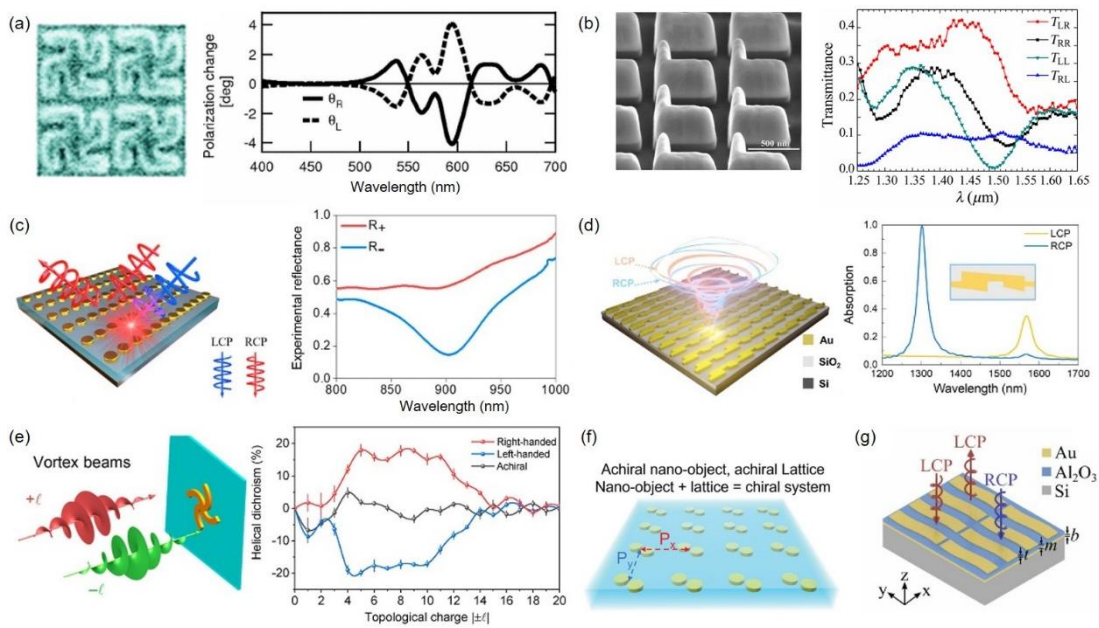 (a)
Polarization change
[deg]
4
2
0
-2
-4
θR
θL
400 450 500 550 600 650 700
Wavelength (nm)
(b)
500 nm
Transmittance
0.4
0.3
0.2
0.1
0.0
TLR
TRR
TLL
TRL
1.25 1.35 1.40 1.45 1.50 1.55 1.60 1.65
λ (μm)
(c)
LCP RCP
Experimental reflectance
1.0
0.8
0.6
0.4
0.2
0.0
R+
R-
800 850 900 950 1000
Wavelength (nm)
(d)
LCP
RCP
Au
SiO2
Si
Absorption
1.0
0.8
0.6
0.4
0.2
0.0
LCP
RCP
1200 1300 1400 1500 1600 1700
Wavelength (nm)
(e)
Vortex beams
+ℓ
-ℓ
Helical dichroism (%)
20
10
0
-10
-20
Right-handed
Left-handed
Achiral
0 2 4 6 8 10 12 14 16 18 20
Topological charge |±ℓ|
(f)
Achiral nano-object, achiral Lattice
Nano-object + lattice = chiral system
Px
Py
(g)
LCP
LCP
RCP
Au
Al2O3
Si
t m b
z
y x